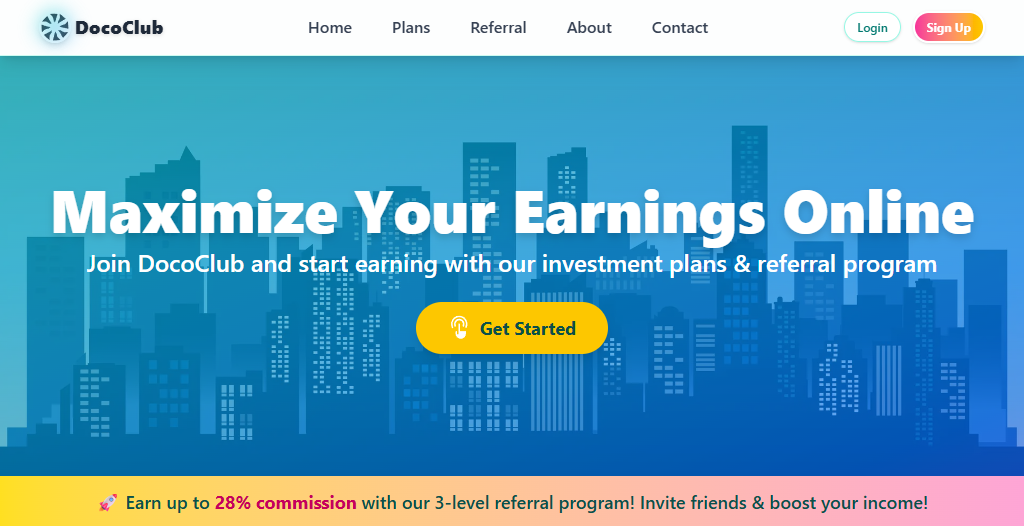 DocoClub
Home Plans Referral About Contact Login Sign Up
Maximize Your Earnings Online
Join DocoClub and start earning with our investment plans & referral program
Get Started
🚀 Earn up to 28% commission with our 3-level referral program! Invite friends & boost your income!